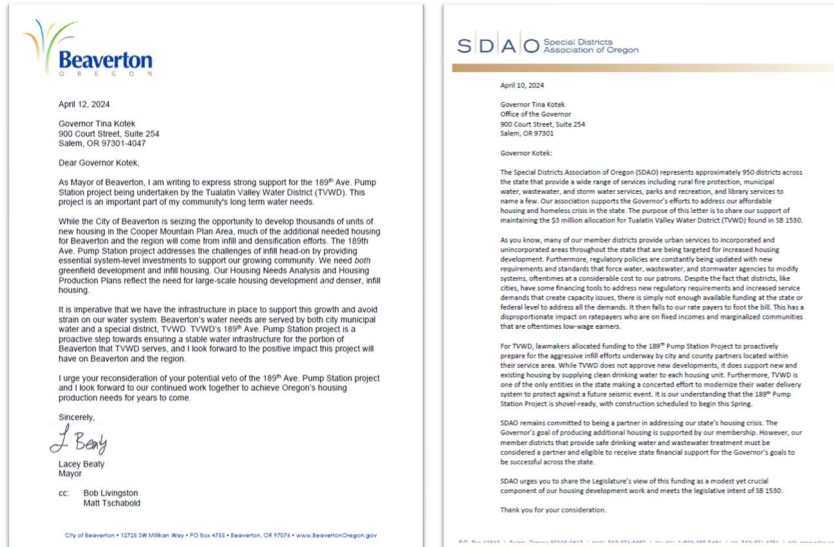 Beaverton
OREGON
April 12, 2024
Governor Tina Kotek
900 Court Street, Suite 254
Salem, OR 97301-4047
Dear Governor Kotek,
As Mayor of Beaverton, I am writing to express strong support for the 189th Ave. Pump
Station project being undertaken by the Tualatin Valley Water District (TVWD). This
project is an important part of my community's long term water needs.
While the City of Beaverton is seizing the opportunity to develop thousands of units of
new housing in the Cooper Mountain Plan Area, much of the additional needed housing
for Beaverton and the region will come from infill and densification efforts. The 189th
Ave. Pump Station project addresses the challenges of infill head-on by providing
essential system-level investments to support our growing community. We need both
greenfield development and infill housing. Our Housing Needs Analysis and Housing
Production Plans reflect the need for large-scale housing development and denser, infill
housing.
It is imperative that we have the infrastructure in place to support this growth and avoid
strain on our water system. Beaverton's water needs are served by both city municipal
water and a special district, TVWD. TVWD's 189th Ave. Pump Station project is a
proactive step towards ensuring a stable water infrastructure for the portion of
Beaverton that TVWD serves, and I look forward to the positive impact this project will
have on Beaverton and the region.
I urge your reconsideration of your potential veto of the 189th Ave. Pump Station project
and I look forward to our continued work together to achieve Oregon's housing
production needs for years to come.
Sincerely,
L Beaty
Lacey Beaty
Mayor
cc: Bob Livingston
Matt Tschabold
City of Beaverton • 12725 SW Millikan Way • PO Box 4755 • Beaverton, OR 97076 • www.BeavertonOregon.gov
SDAO Special Districts
Association of Oregon
April 10, 2024
Governor Tina Kotek
Office of the Governor
900 Court Street, Suite 254
Salem, OR 97301
Governor Kotek:
The Special Districts Association of Oregon (SDAO) represents approximately 950 districts across
the state that provide a wide range of services including rural fire protection, municipal
water, wastewater, and storm water services, parks and recreation, and library services to
name a few. Our association supports the Governor's efforts to address our affordable
housing and homeless crisis in the state. The purpose of this letter is to share our support of
maintaining the $3 million allocation for Tualatin Valley Water District (TVWD) found in SB 1530.
As you know, many of our member districts provide urban services to incorporated and
unincorporated areas throughout the state that are being targeted for increased housing
development. Furthermore, regulatory policies are constantly being updated with new
requirements and standards that force water, wastewater, and stormwater agencies to modify
systems, oftentimes at a considerable cost to our patrons. Despite the fact that districts, like
cities, have some financing tools to address new regulatory requirements and increased service
demands that create capacity issues, there is simply not enough available funding at the state or
federal level to address all the demands. It then falls to our rate payers to foot the bill. This has a
disproportionate impact on ratepayers who are on fixed incomes and marginalized communities
that are oftentimes low-wage earners.
For TVWD, lawmakers allocated funding to the 189th Pump Station Project to proactively
prepare for the aggressive infill efforts underway by city and county partners located within
their service area. While TVWD does not approve new developments, it does support new and
existing housing by supplying clean drinking water to each housing unit. Furthermore, TVWD is
one of the only entities in the state making a concerted effort to modernize their water delivery
system to protect against a future seismic event. It is our understanding that the 189th Pump
Station Project is shovel-ready, with construction scheduled to begin this Spring.
SDAO remains committed to being a partner in addressing our state's housing crisis. The
Governor's goal of producing additional housing is supported by our membership. However, our
member districts that provide safe drinking water and wastewater treatment must be
considered a partner and eligible to receive state financial support for the Governor's goals to
be successful across the state.
SDAO urges you to share the Legislature's view of this funding as a modest yet crucial
component of our housing development work and meets the legislative intent of SB 1530.
Thank you for your consideration.